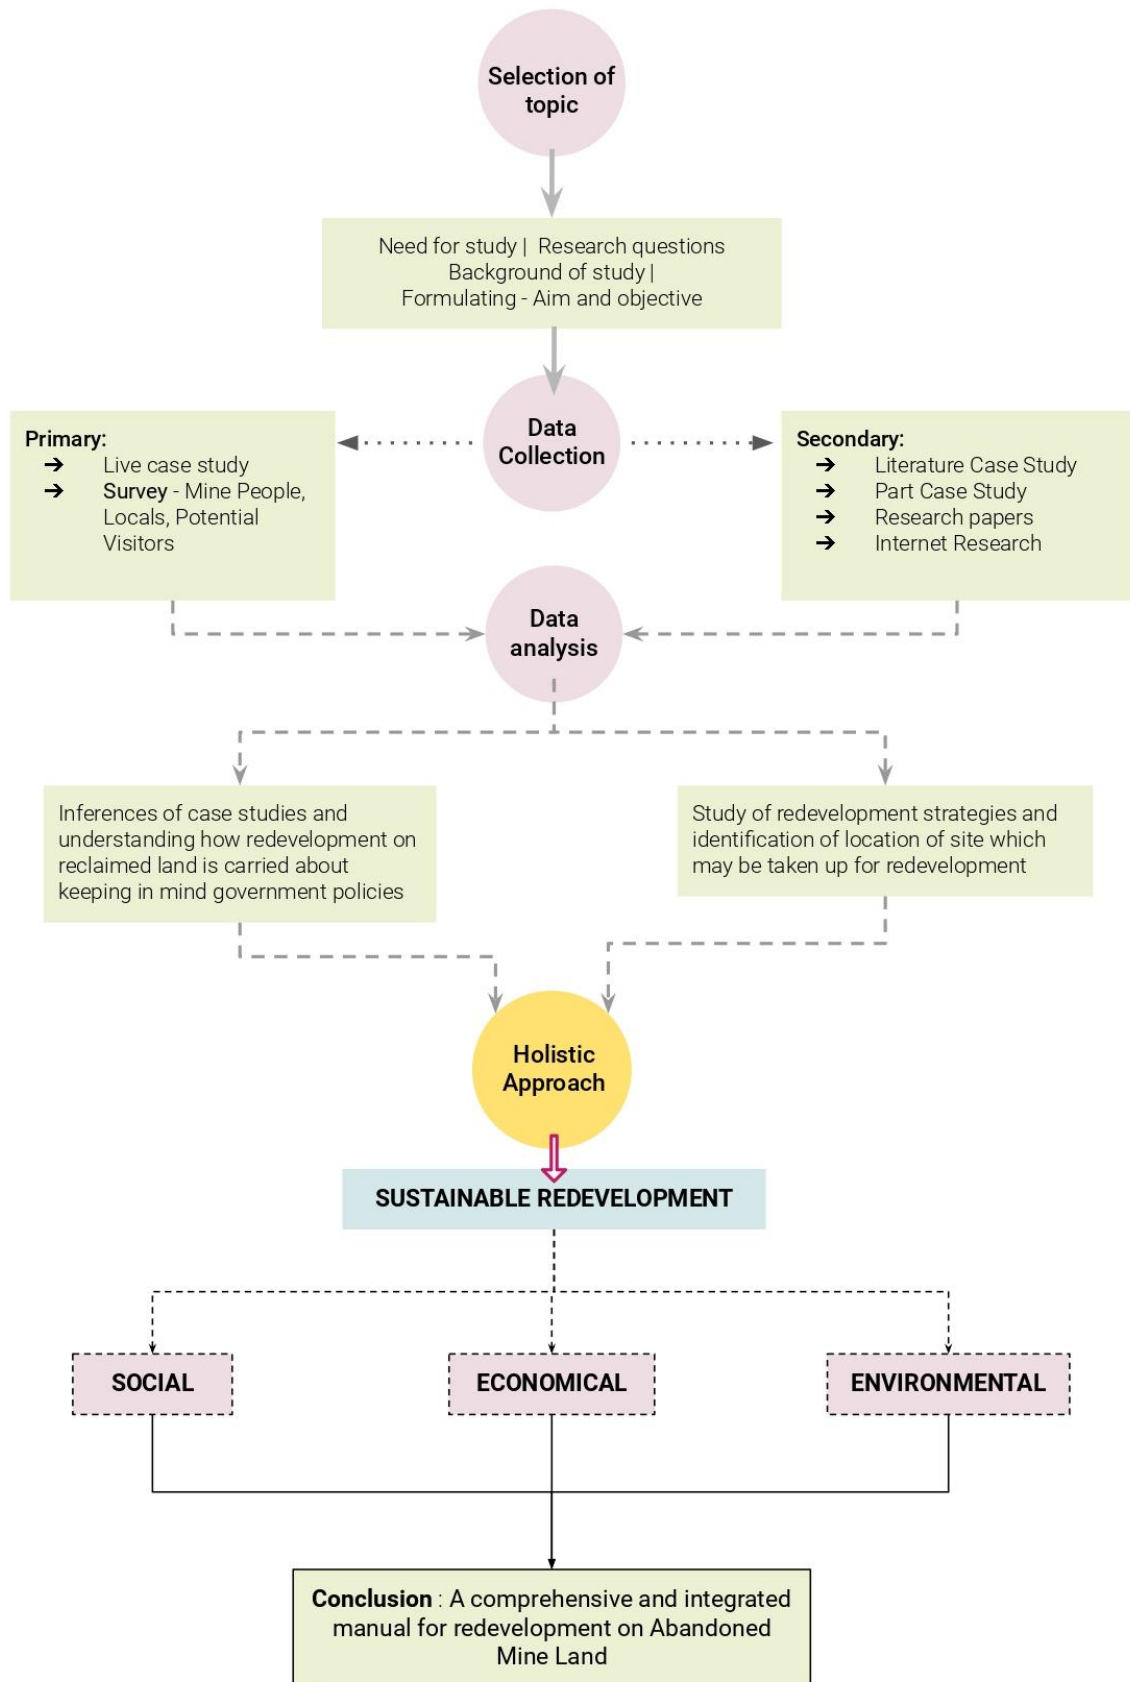 Selection of
topic
Need for study | Research questions
Background of study |
Formulating - Aim and objective
Data
Collection
Primary:
➔ Live case study
➔ Survey - Mine People,
Locals, Potential
Visitors
Secondary:
➔ Literature Case Study
➔ Part Case Study
➔ Research papers
➔ Internet Research
Data
analysis
Inferences of case studies and
understanding how redevelopment on
reclaimed land is carried about
keeping in mind government policies
Study of redevelopment strategies and
identification of location of site which
may be taken up for redevelopment
Holistic
Approach
SUSTAINABLE REDEVELOPMENT
SOCIAL
ECONOMICAL
ENVIRONMENTAL
Conclusion : A comprehensive and integrated
manual for redevelopment on Abandoned
Mine Land